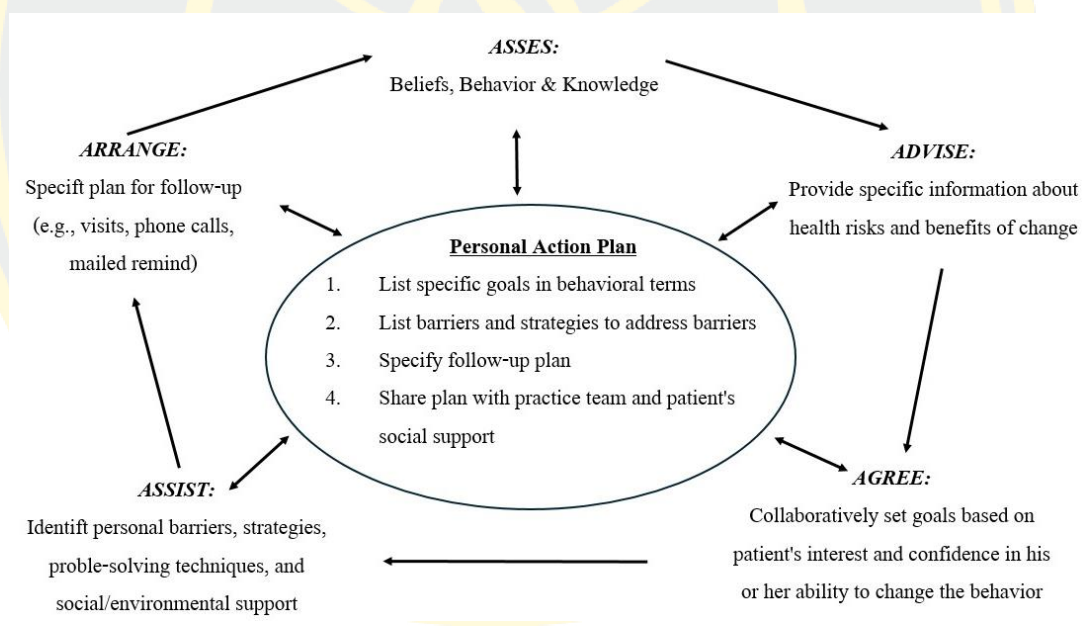 ASSES:
Beliefs, Behavior & Knowledge
ARRANGE:
Specift plan for follow-up
(e.g., visits, phone calls,
mailed remind)
ADVISE:
Provide specific information about
health risks and benefits of change
Personal Action Plan
1. List specific goals in behavioral terms
2. List barriers and strategies to address barriers
3. Specify follow-up plan
4. Share plan with practice team and patient's
social support
ASSIST:
Identift personal barriers, strategies,
proble-solving techniques, and
social/environmental support
AGREE:
Collaboratively set goals based on
patient's interest and confidence in his
or her ability to change the behavior